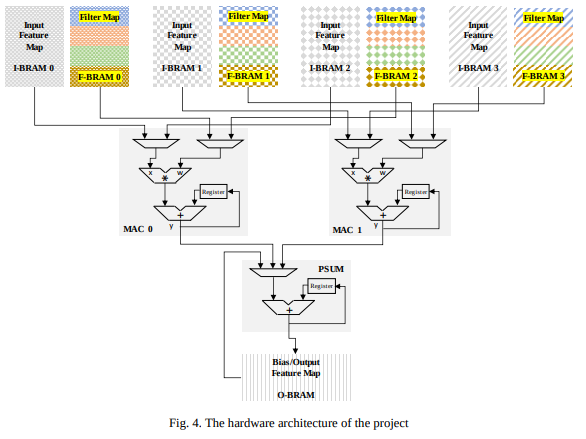 Input
Feature
Map
I-BRAM 0
Filter Map
F-BRAM 0
Input
Feature
Map
I-BRAM 1
Filter Map
F-BRAM 1
Input
Feature
Map
I-BRAM 2
Filter Map
F-BRAM 2
Input
Feature
Map
I-BRAM 3
Filter Map
F-BRAM 3
x w
*
Register
+
y
MAC 0
x w
*
Register
+
y
MAC 1
PSUM
Register
+
Bias/Output
Feature Map
O-BRAM
Fig. 4. The hardware architecture of the project